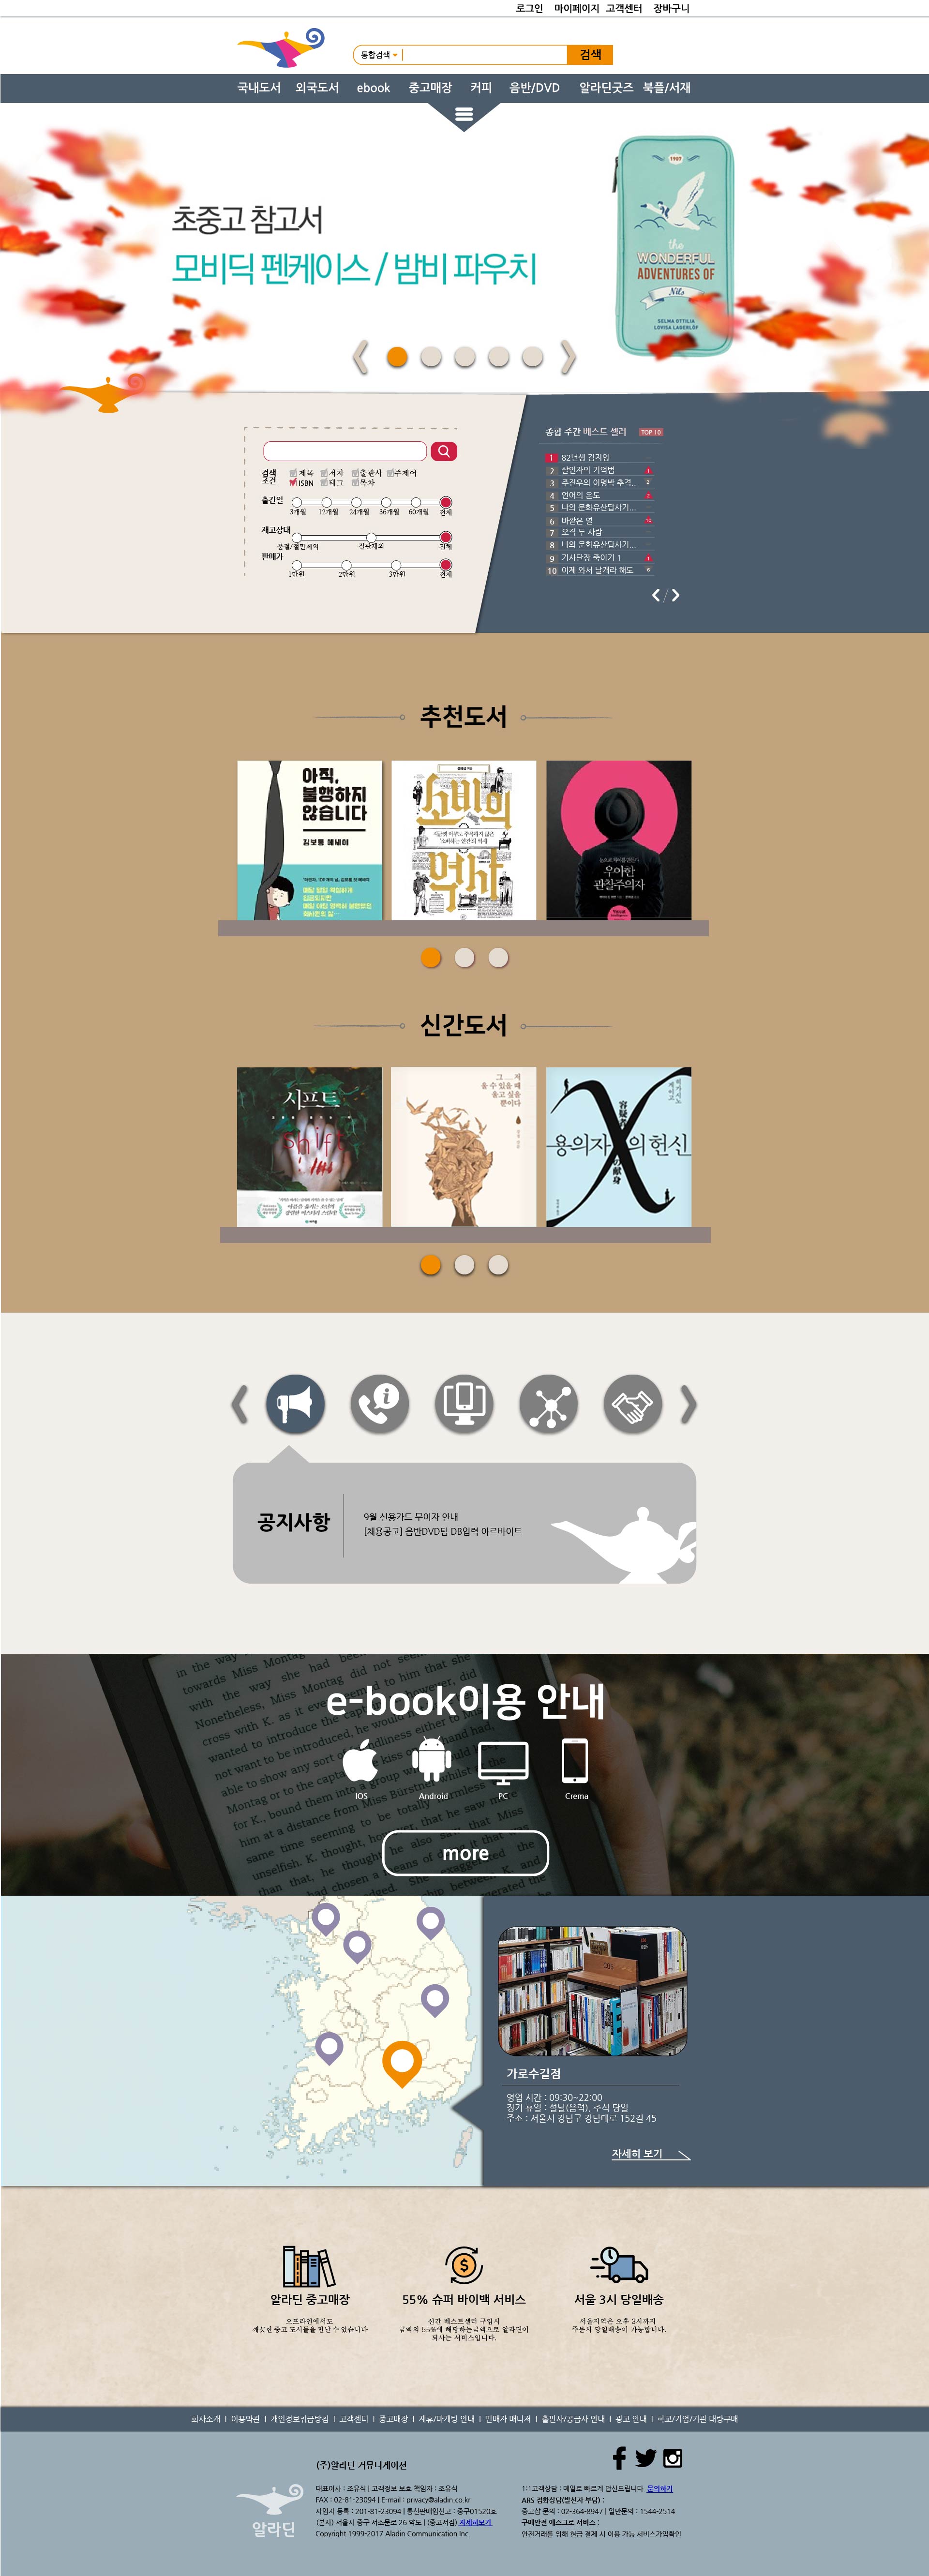 로그인 마이페이지 고객센터 장바구니
통합검색 검색
국내도서 외국도서 ebook 중고매장 커피 음반/DVD 알라딘굿즈 북플/서재
초중고 참고서
모비딕 펜케이스 / 밤비 파우치
1907
the
WONDERFUL
ADVENTURES OF
Nils
SELMA OTTILIA
LOVISA LAGERLÖF
검색
조건
제목 저자 출판사 주제어
ISBN 태그 목차
출간일
3개월 12개월 24개월 36개월 60개월 전체
재고상태
품절/절판제외 절판제외 전체
판매가
1만원 2만원 3만원 전체
종합 주간 베스트 셀러 TOP 10
1 82년생 김지영
2 살인자의 기억법 1
3 주진우의 이명박 추격.. 2
4 언어의 온도 2
5 나의 문화유산답사기...
6 바깥은 열 10
7 오직 두 사람
8 나의 문화유산답사기...
9 기사단장 죽이기 1 1
10 이제 와서 날개라 해도 6
추천도서
아직,
불행하지
않습니다
김보통 에세이
소비의
역사
우아한
관찰주의자
신간도서
시프트
Shift
그저
울 수 있을 때
울고 싶을
뿐이다
용의자X의 헌신
히가시노
게이고
容疑者
の献身
공지사항
9월 신용카드 무이자 안내
[채용공고] 음반DVD팀 DB입력 아르바이트
e-book이용 안내
IOS Android PC Crema
more
가로수길점
영업 시간 : 09:30~22:00
정기 휴일 : 설날(음력), 추석 당일
주소 : 서울시 강남구 강남대로 152길 45
자세히 보기
알라딘 중고매장
오프라인에서도
깨끗한 중고 도서들을 만날 수 있습니다
55% 슈퍼 바이백 서비스
신간 베스트셀러 구입시
금액의 55%에 해당하는금액으로 알라딘이
되사는 서비스입니다.
서울 3시 당일배송
서울지역은 오후 3시까지
주문시 당일배송이 가능합니다.
회사소개 | 이용약관 | 개인정보취급방침 | 고객센터 | 중고매장 | 제휴/마케팅 안내 | 판매자 매니저 | 출판사/공급사 안내 | 광고 안내 | 학교/기업/기관 대량구매
알라딘
(주)알라딘 커뮤니케이션
대표이사 : 조유식 | 고객정보 보호 책임자 : 조유식
FAX : 02-81-23094 | E-mail : privacy@aladin.co.kr
사업자 등록 : 201-81-23094 | 통신판매업신고 : 중구01520호
(본사) 서울시 중구 서소문로 26 약도 | (중고서점) 자세히보기
Copyright 1999-2017 Aladin Communication Inc.
1:1고객상담 : 메일로 빠르게 답신드립니다. 문의하기
ARS 전화상담(발신자 부담) :
중고샵 문의 : 02-364-8947 | 일반문의 : 1544-2514
구매안전 에스크로 서비스 :
안전거래를 위해 현금 결제 시 이용 가능 서비스가입확인